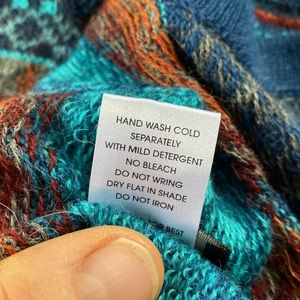 HAND WASH COLD
SEPARATELY
WITH MILD DETERGENT
NO BLEACH
DO NOT WRING
DRY FLAT IN SHADE
DO NOT IRON
BEST